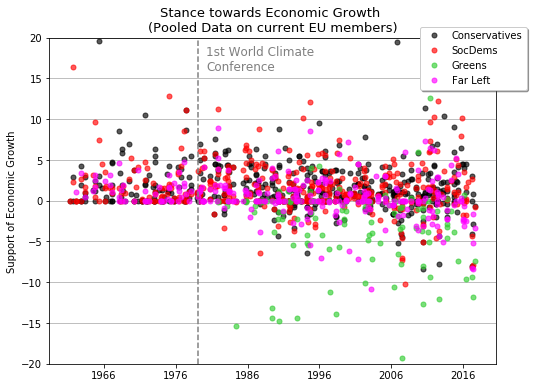 Stance towards Economic Growth
(Pooled Data on current EU members)
Conservatives
SocDems
Greens
Far Left
1st World Climate
Conference
Support of Economic Growth
20
15
10
5
0
−5
−10
−15
−20
1966
1976
1986
1996
2006
2016